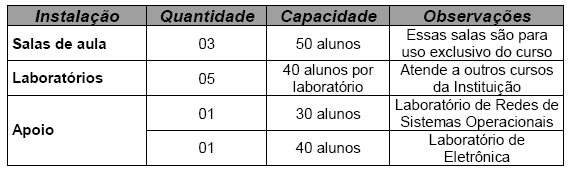 Instalação Quantidade Capacidade Observações
Salas de aula 03 50 alunos Essas salas são para
uso exclusivo do curso
Laboratórios 05 40 alunos por
laboratório Atende a outros cursos
da Instituição
Apoio 01 30 alunos Laboratório de Redes de
Sistemas Operacionais
01 40 alunos Laboratório de
Eletrônica